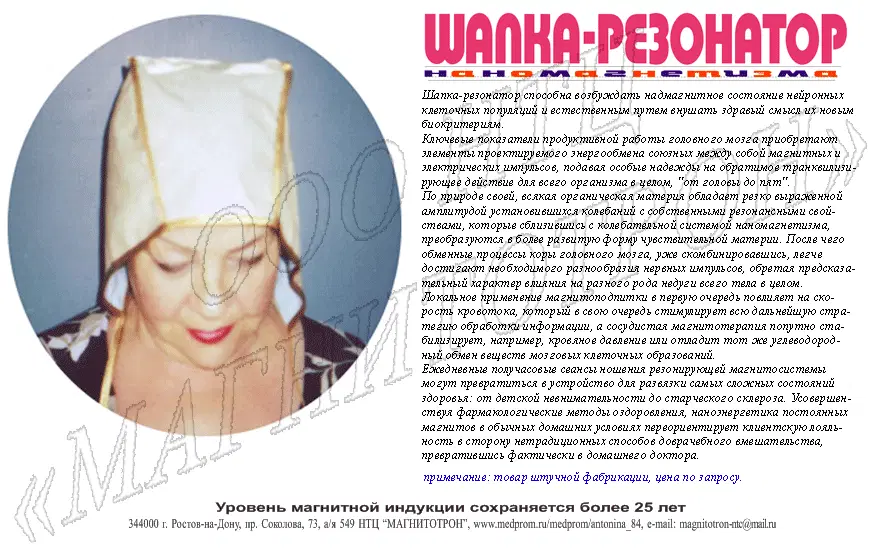 ШАПКА-РЕЗОНАТОР
наномагнетизма
Шапка-резонатор способна возбуждать надмагнитное состояние нейронных
клеточных популяций и естественным путем внушать здравый смысл их новым
биокритериям.
Ключевые показатели продуктивной работы головного мозга приобретают
элементы проектируемого энергообмена союзных между собой магнитных и
электрических импульсов, подавая особые надежды на обратимое транквилизи-
рующее действие для всего организма в целом, "от головы до пят".
По природе своей, всякая органическая материя обладает резко выраженной
амплитудой установившихся колебаний с собственными резонансными свой-
ствами, которые сблизившись с колебательной системой наномагнетизма,
преобразуются в более развитую форму чувствительной материи. После чего
обменные процессы коры головного мозга, уже скомбинировавшись, легче
достигают необходимого разнообразия нервных импульсов, обретая предсказа-
тельный характер влияния на разного рода недуги всего тела в целом.
Локальное применение магнитоподпитки в первую очередь повлияет на ско-
рость кровотока, который в свою очередь стимулирует всю дальнейшую стра-
тегию обработки информации, а сосудистая магнитотерапия попутно ста-
билизирует, например, кровяное давление или отладит тот же углеводород-
ный обмен веществ мозговых клеточных образований.
Ежедневные получасовые сеансы ношения резонирующей магнитосистемы
могут превратиться в устройство для развязки самых сложных состояний
здоровья: от детской невнимательности до старческого склероза. Усовершен-
ствуя фармакологические методы оздоровления, наноэнергетика постоянных
магнитов в обычных домашних условиях переориентирует клиентскую лояль-
ность в сторону нетрадиционных способов доврачебного вмешательства,
превратившись фактически в домашнего доктора.
примечание: товар штучной фабрикации, цена по запросу.
ООО НТЦ
«МАГНИТОТРОН»
Уровень магнитной индукции сохраняется более 25 лет
344000 г. Ростов-на-Дону, пр. Соколова, 73, а/я 549 НТЦ “МАГНИТОТРОН”, www.medprom.ru/medprom/antonina_84, e-mail: magnitotron-ntc@mail.ru